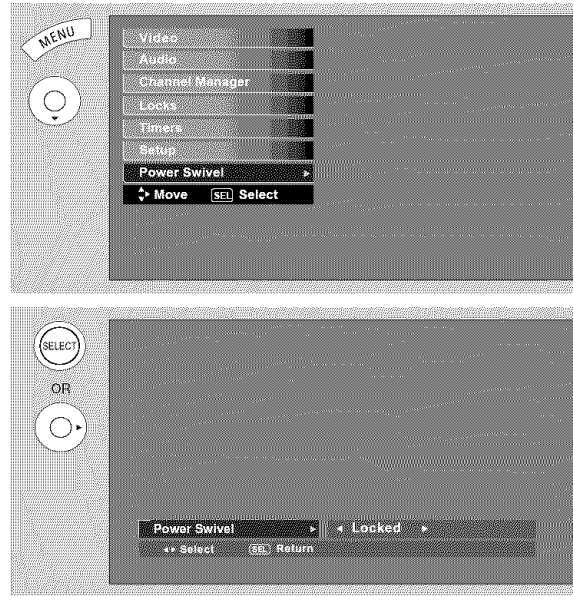 MENU
Video
Audio
Channel Manager
Locks
Timers
Setup
Power Swivel
Move SEL Select
SELECT
OR
Power Swivel Locked
Select SEL Return